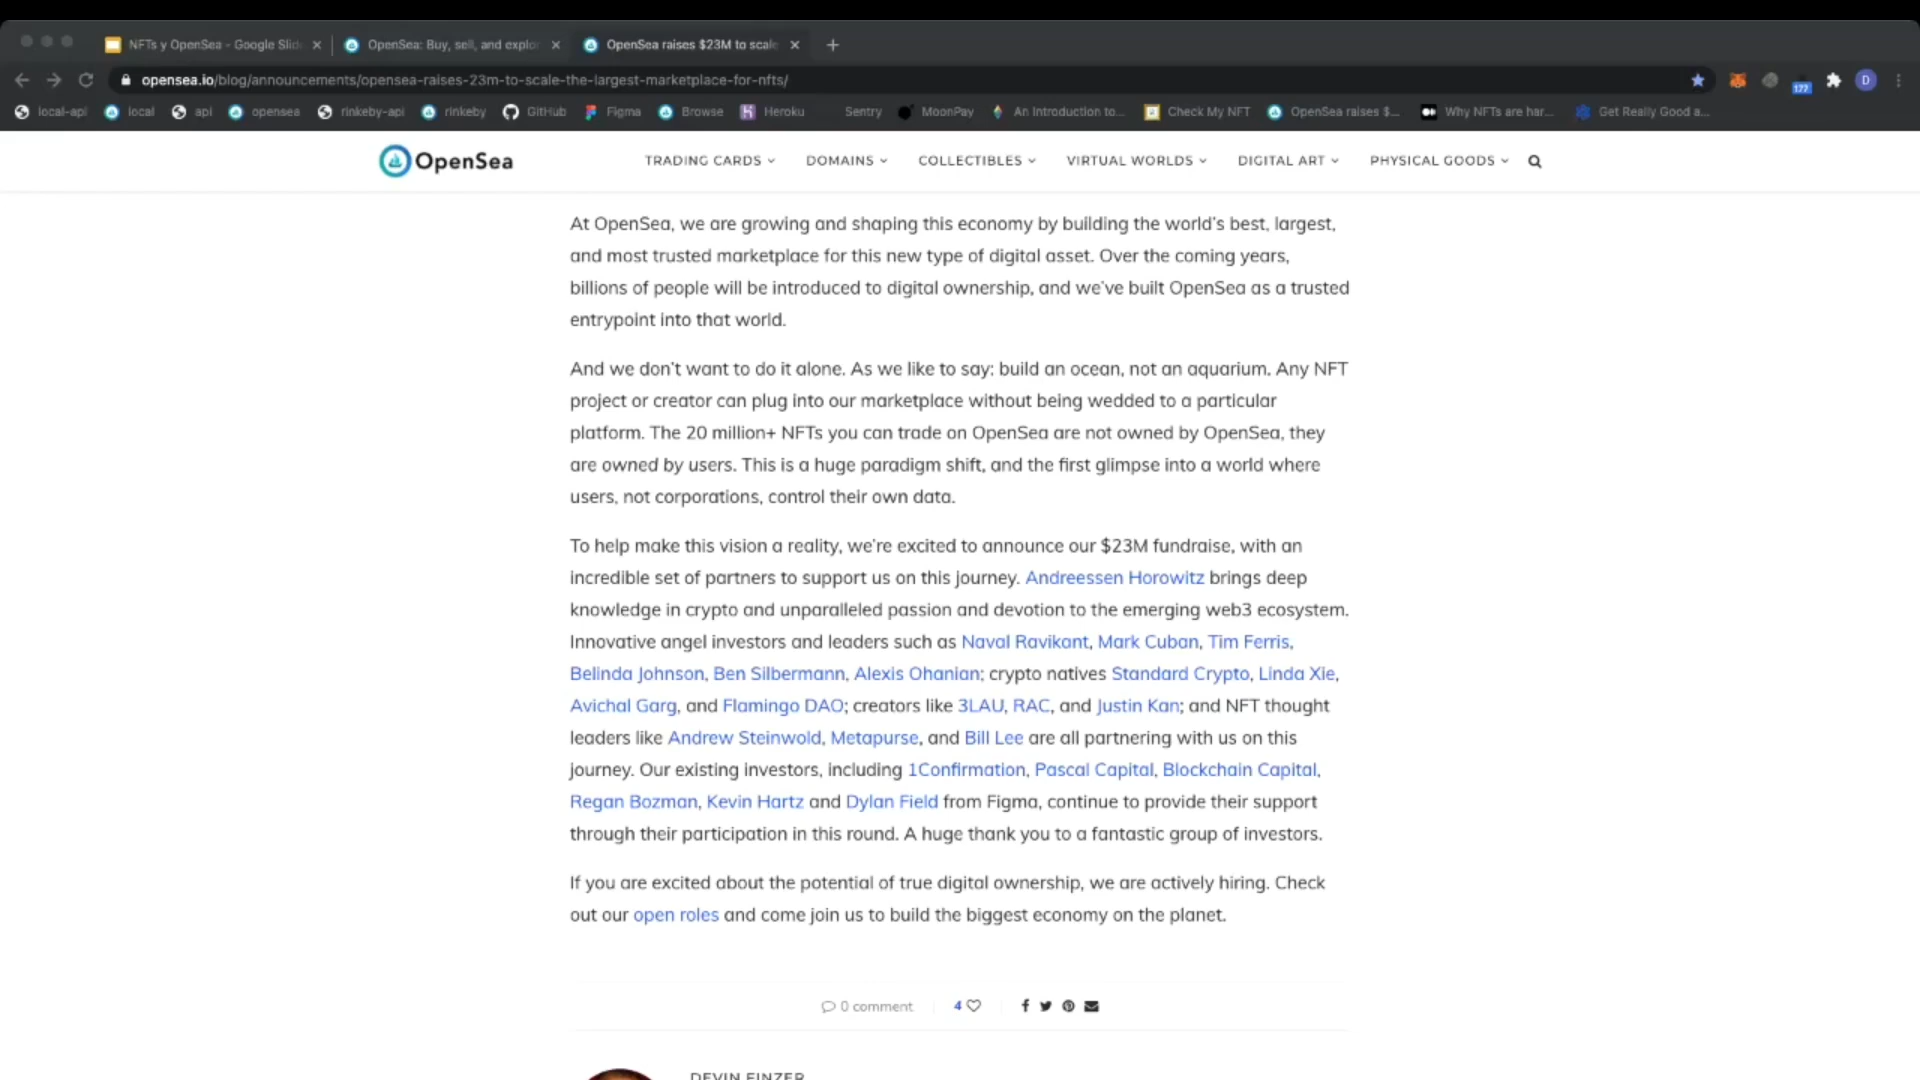 NFTs y OpenSea - Google Slid
OpenSea: Buy, sell, and explo
OpenSea raises $23M to scale
opensea.io/blog/announcements/opensea-raises-23m-to-scale-the-largest-marketplace-for-nfts/
177
D
local-api
local
api
opensea
rinkeby-api
rinkeby
GitHub
Figma
Browse
Heroku
Sentry
MoonPay
An Introduction to...
Check My NFT
OpenSea raises $...
Why NFTs are har...
Get Really Good a...
OpenSea
TRADING CARDS
DOMAINS
COLLECTIBLES
VIRTUAL WORLDS
DIGITAL ART
PHYSICAL GOODS
At OpenSea, we are growing and shaping this economy by building the world's best, largest,
and most trusted marketplace for this new type of digital asset. Over the coming years,
billions of people will be introduced to digital ownership, and we've built OpenSea as a trusted
entrypoint into that world.
And we don't want to do it alone. As we like to say: build an ocean, not an aquarium. Any NFT
project or creator can plug into our marketplace without being wedded to a particular
platform. The 20 million+ NFTs you can trade on OpenSea are not owned by OpenSea, they
are owned by users. This is a huge paradigm shift, and the first glimpse into a world where
users, not corporations, control their own data.
To help make this vision a reality, we're excited to announce our $23M fundraise, with an
incredible set of partners to support us on this journey. Andreessen Horowitz brings deep
knowledge in crypto and unparalleled passion and devotion to the emerging web3 ecosystem.
Innovative angel investors and leaders such as Naval Ravikant, Mark Cuban, Tim Ferris,
Belinda Johnson, Ben Silbermann, Alexis Ohanian; crypto natives Standard Crypto, Linda Xie,
Avichal Garg, and Flamingo DAO; creators like 3LAU, RAC, and Justin Kan; and NFT thought
leaders like Andrew Steinwold, Metapurse, and Bill Lee are all partnering with us on this
journey. Our existing investors, including 1Confirmation, Pascal Capital, Blockchain Capital,
Regan Bozman, Kevin Hartz and Dylan Field from Figma, continue to provide their support
through their participation in this round. A huge thank you to a fantastic group of investors.
If you are excited about the potential of true digital ownership, we are actively hiring. Check
out our open roles and come join us to build the biggest economy on the planet.
0 comment
4
DEVIN FINZER